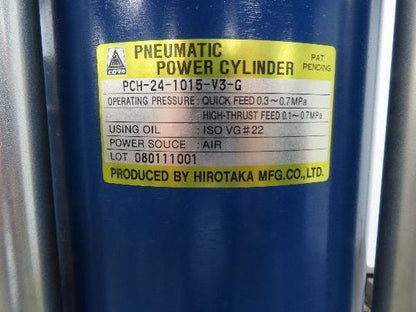 PNEUMATIC
POWER CYLINDER
PAT.
PENDING
PCH-24-1015-V3-G
OPERATING PRESSURE : QUICK FEED 0.3～0.7MPa
HIGH-THRUST FEED 0.1～0.7MPa
USING OIL : ISO VG#22
POWER SOUCE : AIR
LOT 080111001
PRODUCED BY HIROTAKA MFG.CO.,LTD.